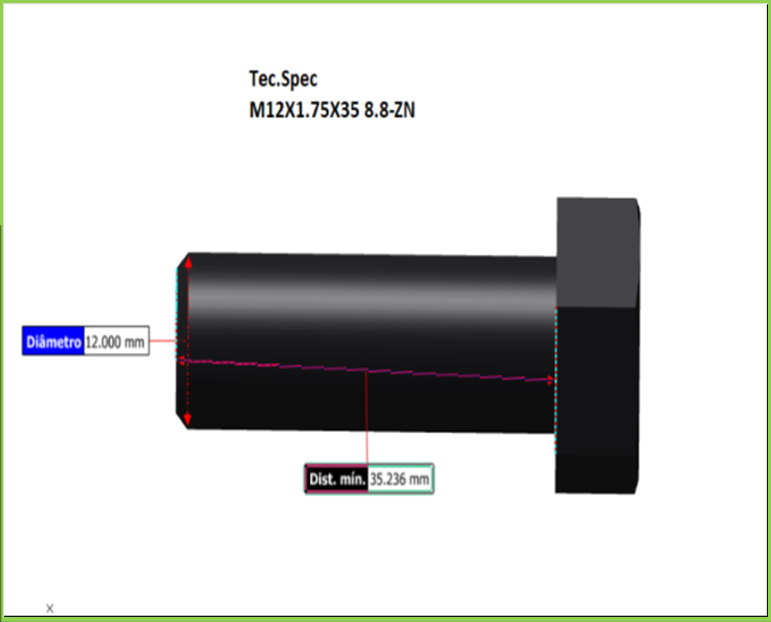 Tec.Spec
M12X1.75X35 8.8-ZN
Diâmetro 12.000 mm
Dist. mín. 35.236 mm
X